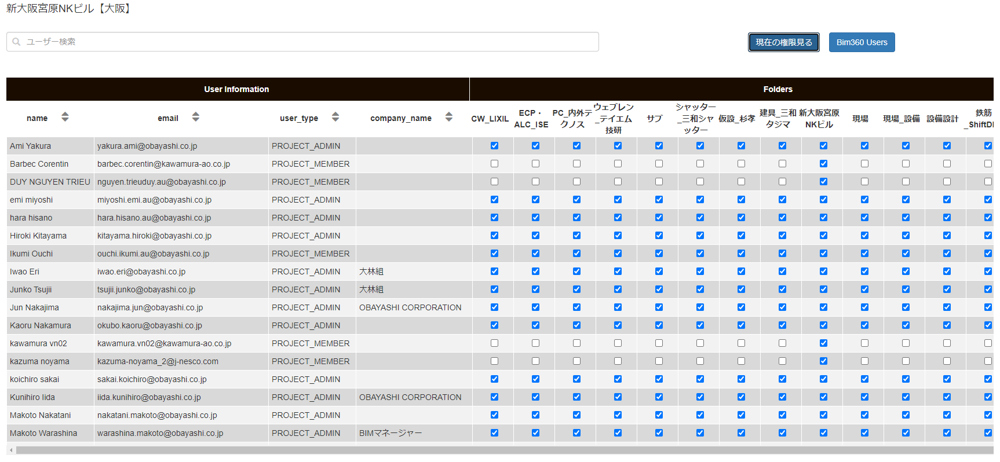 新大阪宮原NKビル【大阪】
ユーザー検索
現在の権限見る
Bim360 Users
User Information Folders
name email user_type company_name CW_LIXIL ECP・ALC_ISE PC_内外テクノス ウェブレン_テイエム技研 サブ シャッター_三和シャッター 仮設_杉孝 建具_三和タジマ 新大阪宮原NKビル 現場 現場_設備 設備設計 鉄筋
Ami Yakura yakura.ami@obayashi.co.jp PROJECT_ADMIN
Barbec Corentin barbec.corentin@kawamura-ao.co.jp PROJECT_MEMBER
DUY NGUYEN TRIEU nguyen.trieuduy.au@obayashi.co.jp PROJECT_MEMBER
emi miyoshi miyoshi.emi.au@obayashi.co.jp PROJECT_ADMIN
hara hisano hara.hisano.au@obayashi.co.jp PROJECT_ADMIN
Hiroki Kitayama kitayama.hiroki@obayashi.co.jp PROJECT_ADMIN
Ikumi Ouchi ouchi.ikumi.au@obayashi.co.jp PROJECT_MEMBER
Iwao Eri iwao.eri@obayashi.co.jp PROJECT_ADMIN 大林組
Junko Tsujii tsujii.junko@obayashi.co.jp PROJECT_ADMIN 大林組
Jun Nakajima nakajima.jun@obayashi.co.jp PROJECT_ADMIN OBAYASHI CORPORATION
Kaoru Nakamura okubo.kaoru@obayashi.co.jp PROJECT_ADMIN
kawamura vn02 kawamura.vn02@kawamura-ao.co.jp PROJECT_MEMBER
kazuma noyama kazuma-noyama_2@j-nesco.com PROJECT_MEMBER
koichiro sakai sakai.koichiro@obayashi.co.jp PROJECT_ADMIN
Kunihiro Iida iida.kunihiro@obayashi.co.jp PROJECT_ADMIN OBAYASHI CORPORATION
Makoto Nakatani nakatani.makoto@obayashi.co.jp PROJECT_ADMIN
Makoto Warashina warashina.makoto@obayashi.co.jp PROJECT_ADMIN BIMマネージャー